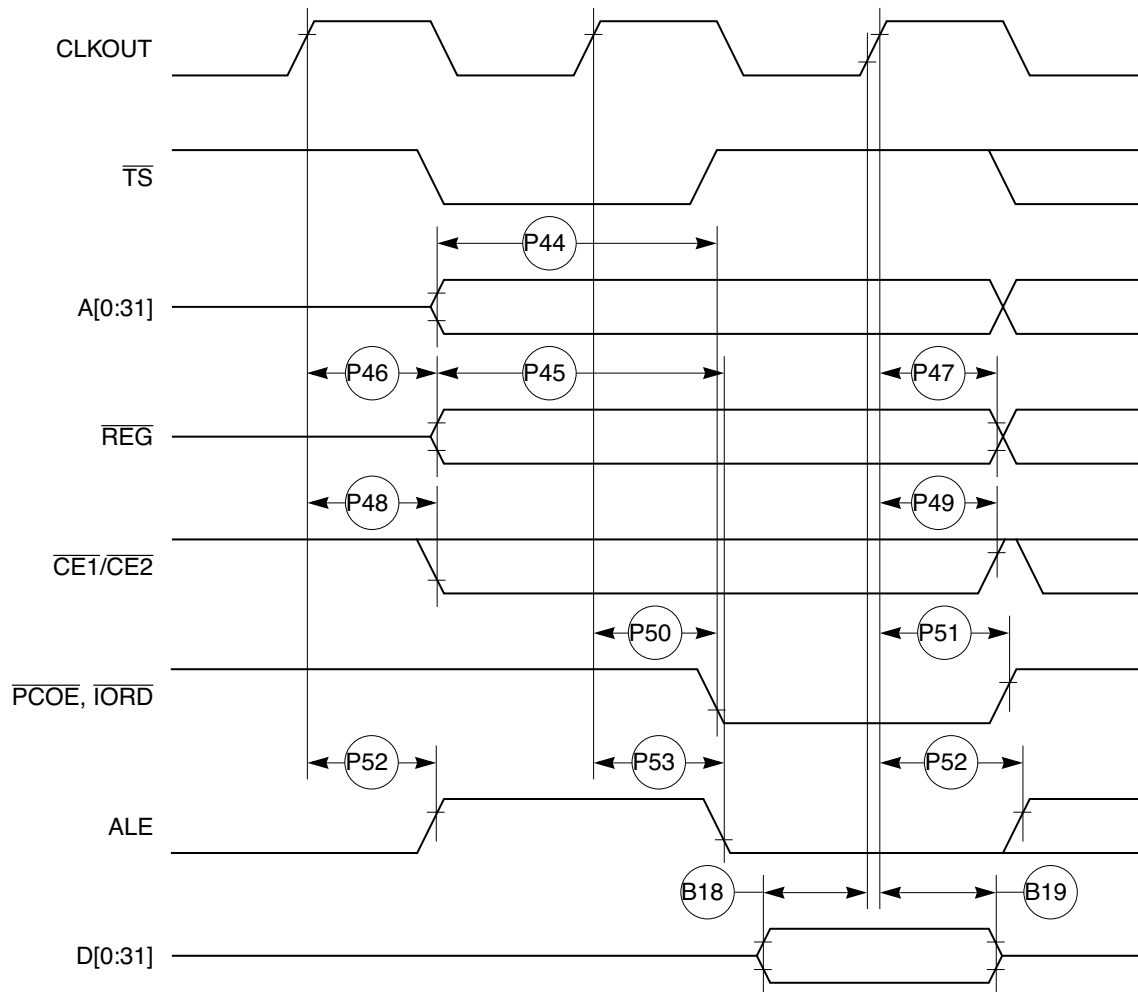 CLKOUT
TS
P44
A[0:31]
P46 P45 P47
REG
P48 P49
CE1/CE2
P50 P51
PCOE, IORD
P52 P53 P52
ALE
B18 B19
D[0:31]